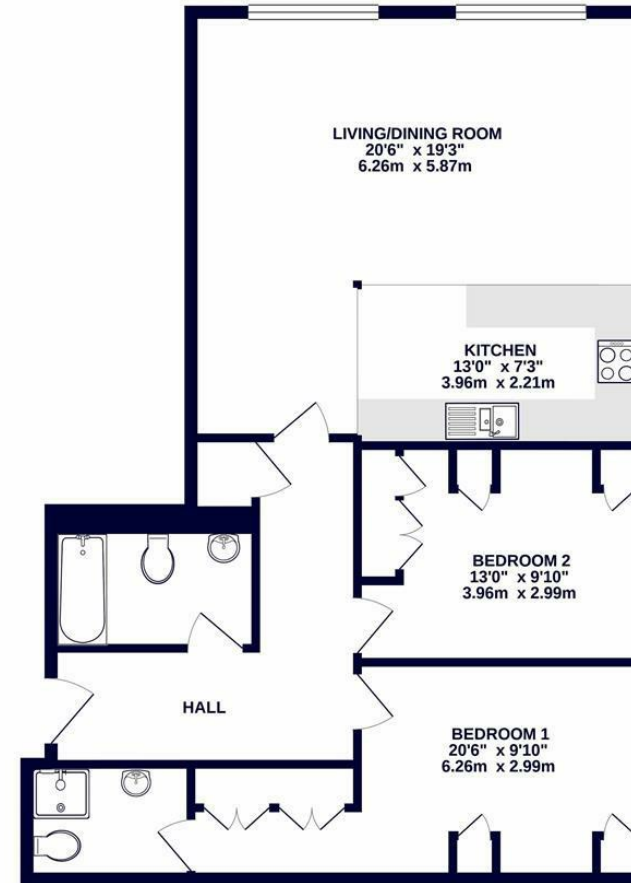 LIVING/DINING ROOM
20'6" x 19'3"
6.26m x 5.87m
KITCHEN
13'0" x 7'3"
3.96m x 2.21m
BEDROOM 2
13'0" x 9'10"
3.96m x 2.99m
HALL
BEDROOM 1
20'6" x 9'10"
6.26m x 2.99m